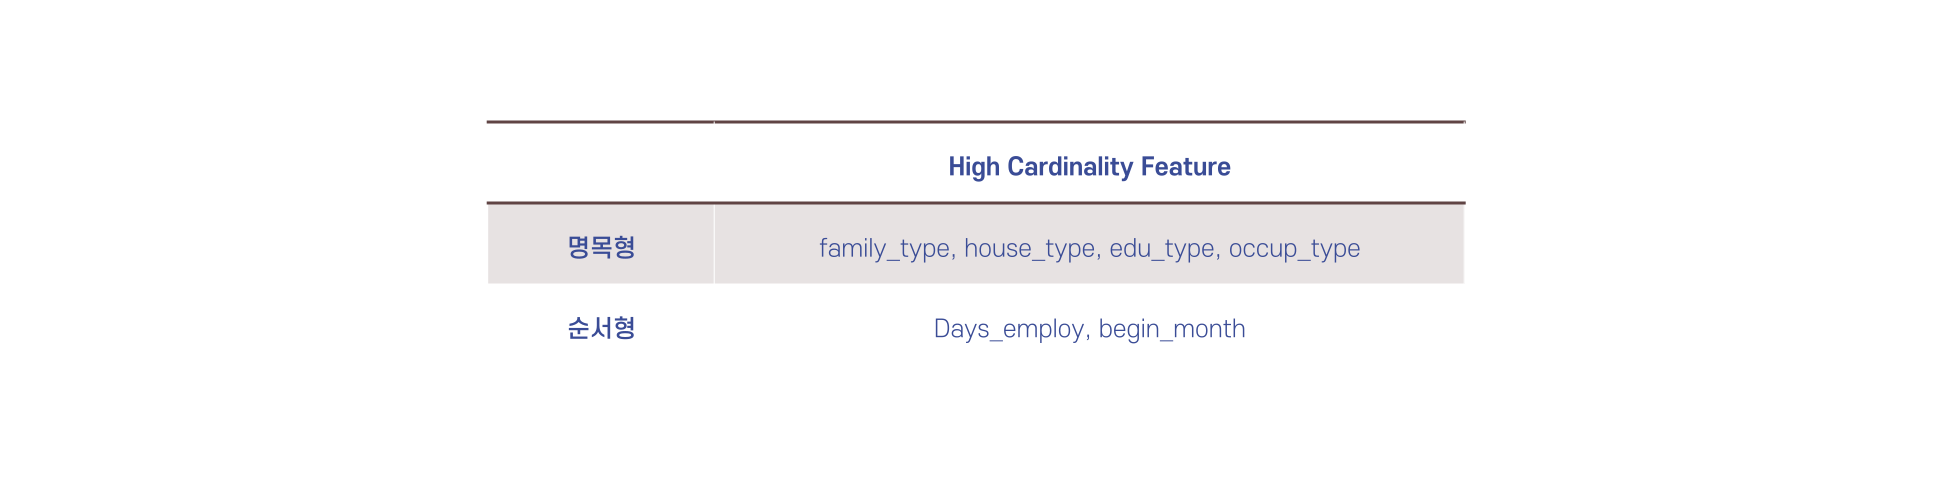 High Cardinality Feature
명목형 family_type, house_type, edu_type, occup_type
순서형 Days_employ, begin_month